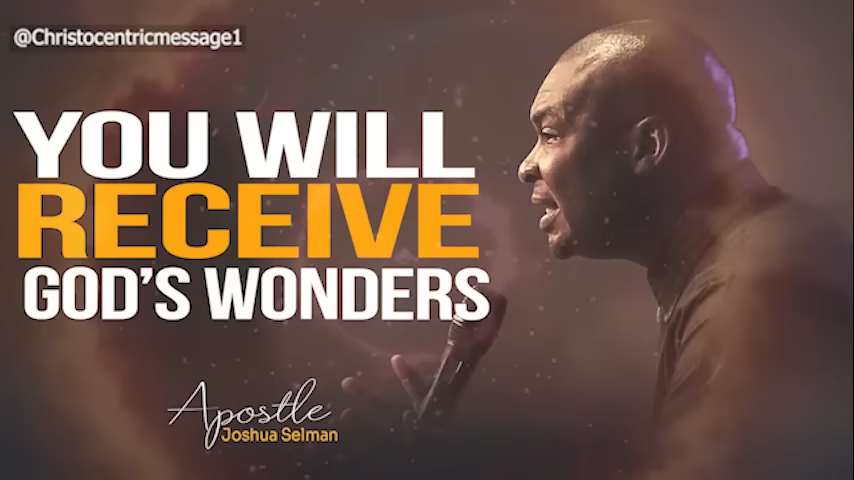 @Christocentricmessage1
YOU WILL
RECEIVE
GOD'S WONDERS
Apostle
Joshua Selman